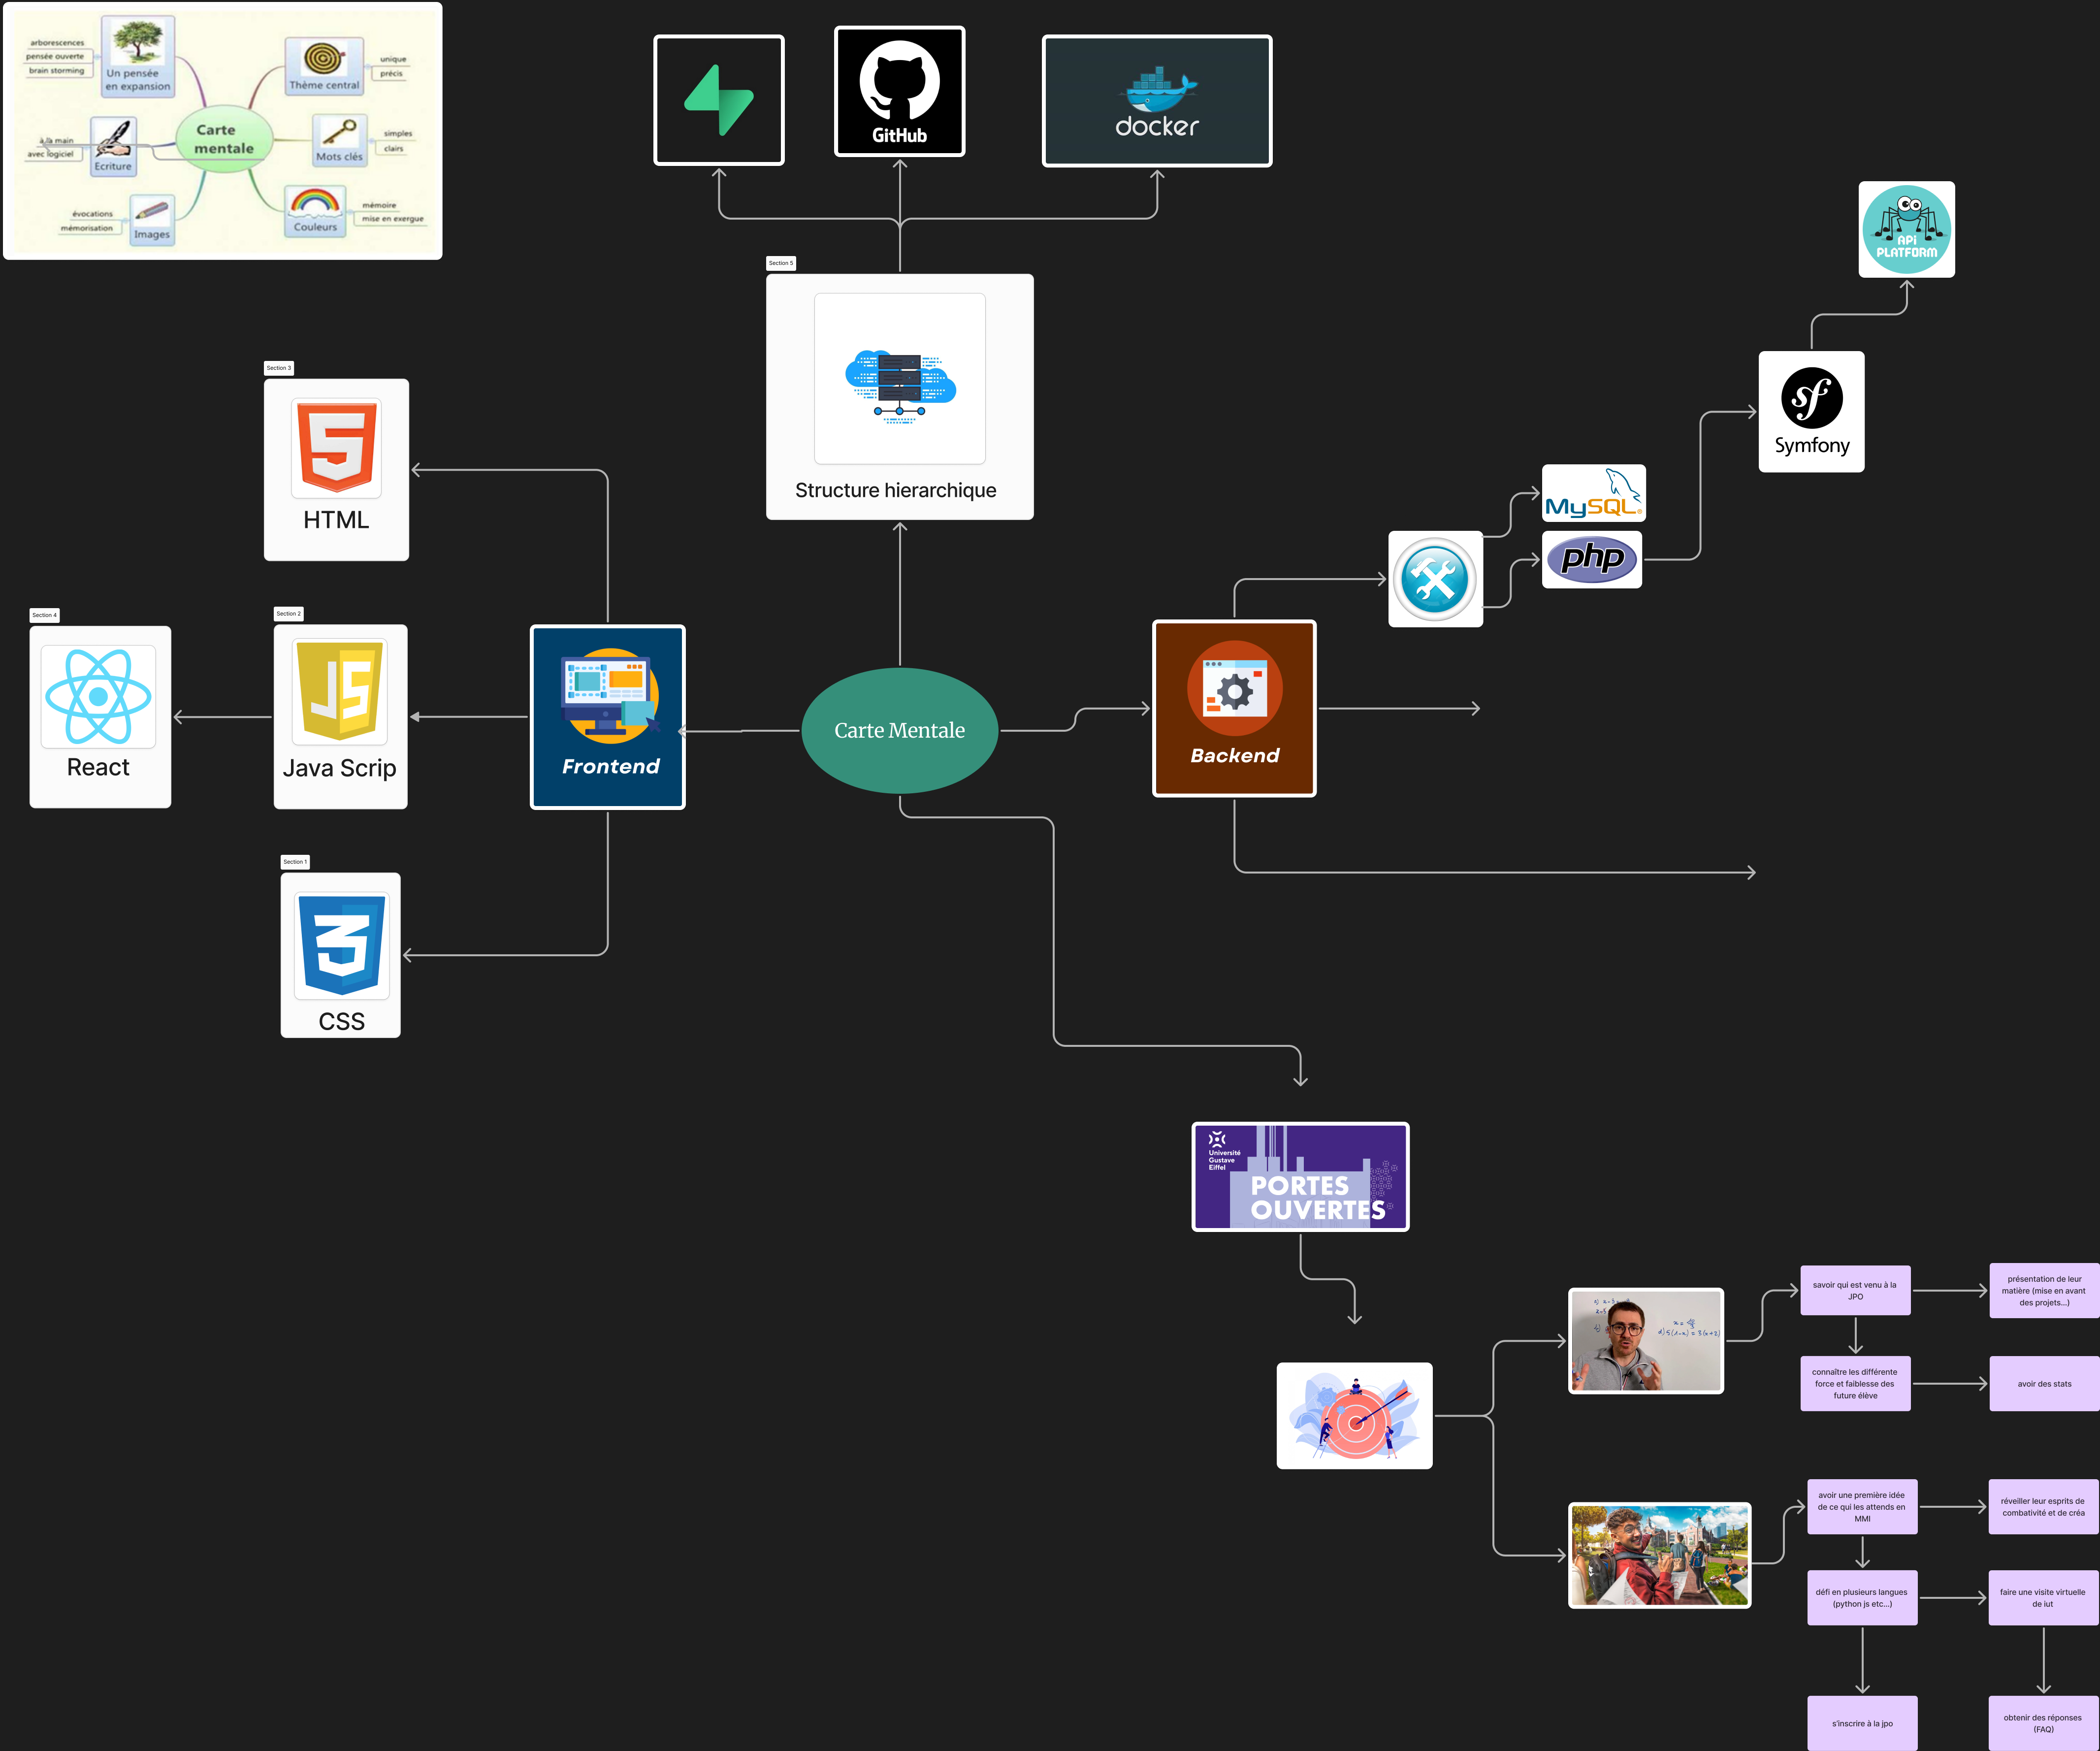 arborescences
pensée ouverte
brain storming
Un pensée
en expansion
Thème central
unique
précis
à la main
avec logiciel
Ecriture
Carte
mentale
Mots clés
simples
clairs
évocations
mémorisation
Images
Couleurs
mémoire
mise en exergue
GitHub
docker
API
PLATFORM
Section 5
Structure hierarchique
Symfony
Section 3
HTML
MySQL®
php
Section 4
React
Section 2
JS
Java Scrip
Frontend
Carte Mentale
Backend
Section 1
CSS
Université
Gustave
Eiffel
PORTES
OUVERTES
savoir qui est venu à la
JPO
présentation de leur
matière (mise en avant
des projets...)
connaître les différente
force et faiblesse des
future élève
avoir des stats
avoir une première idée
de ce qui les attends en
MMI
réveiller leur esprits de
combativité et de créa
défi en plusieurs langues
(python js etc...)
faire une visite virtuelle
de iut
s'inscrire à la jpo
obtenir des réponses
(FAQ)